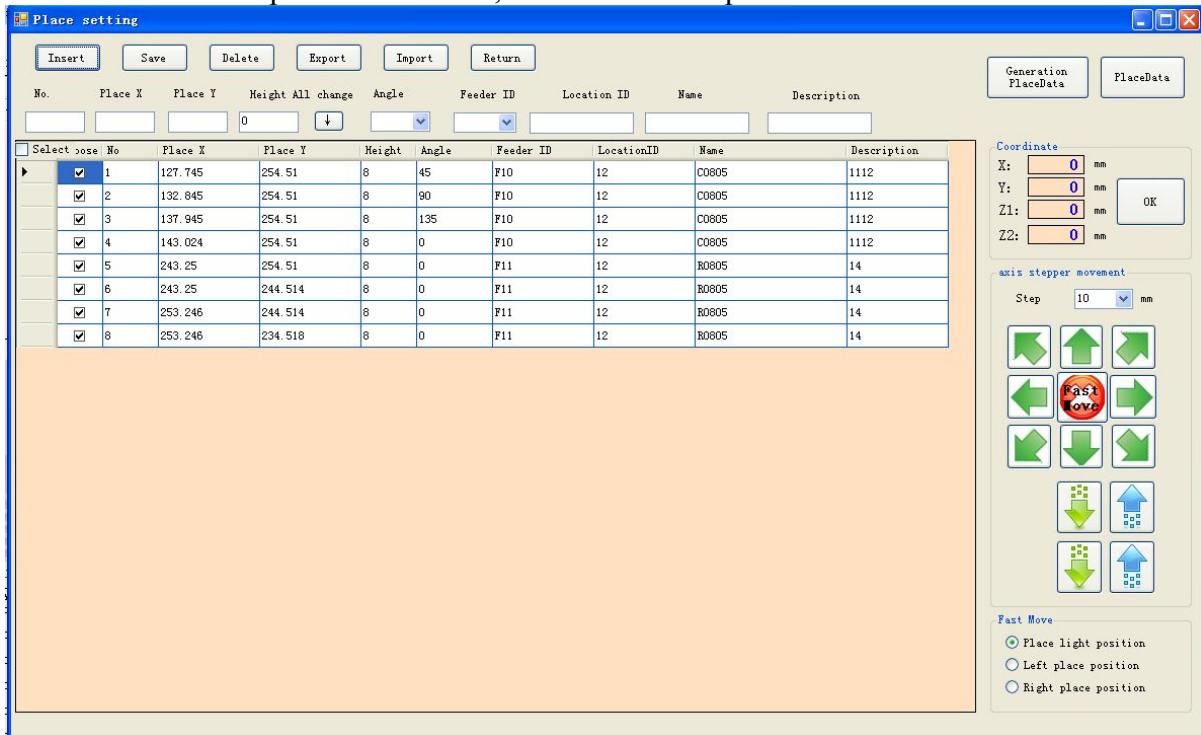 Place setting
Insert Save Delete Export Import Return
Generation PlaceData
PlaceData
No. Place X Place Y Height All change Angle Feeder ID Location ID Name Description
0 ↓
Select ose No Place X Place Y Height Angle Feeder ID LocationID Name Description
1 127.745 254.51 8 45 F10 12 C0805 1112
2 132.845 254.51 8 90 F10 12 C0805 1112
3 137.945 254.51 8 135 F10 12 C0805 1112
4 143.024 254.51 8 0 F10 12 C0805 1112
5 243.25 254.51 8 0 F11 12 R0805 14
6 243.25 244.514 8 0 F11 12 R0805 14
7 253.246 244.514 8 0 F11 12 R0805 14
8 253.246 234.518 8 0 F11 12 R0805 14
Coordinate
X: 0 mm
Y: 0 mm
Z1: 0 mm
Z2: 0 mm
OK
axis stepper movement
Step 10 mm
Fast
Move
Fast Move
Place light position
Left place position
Right place position